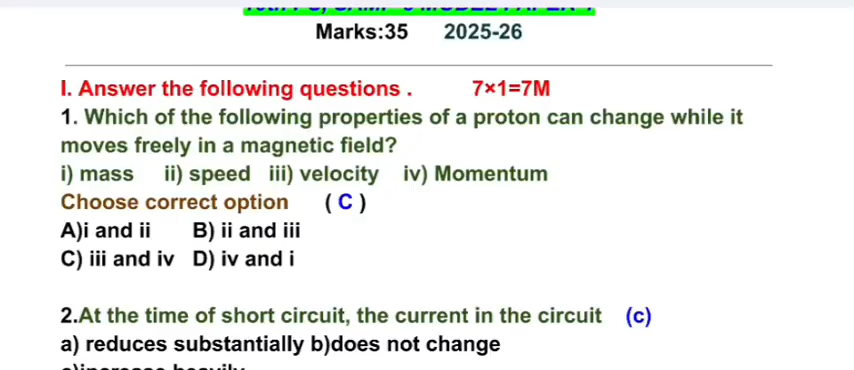 Marks:35 2025-26
I. Answer the following questions . 7×1=7M
1. Which of the following properties of a proton can change while it
moves freely in a magnetic field?
i) mass ii) speed iii) velocity iv) Momentum
Choose correct option ( C )
A)i and ii B) ii and iii
C) iii and iv D) iv and i
2.At the time of short circuit, the current in the circuit (c)
a) reduces substantially b)does not change